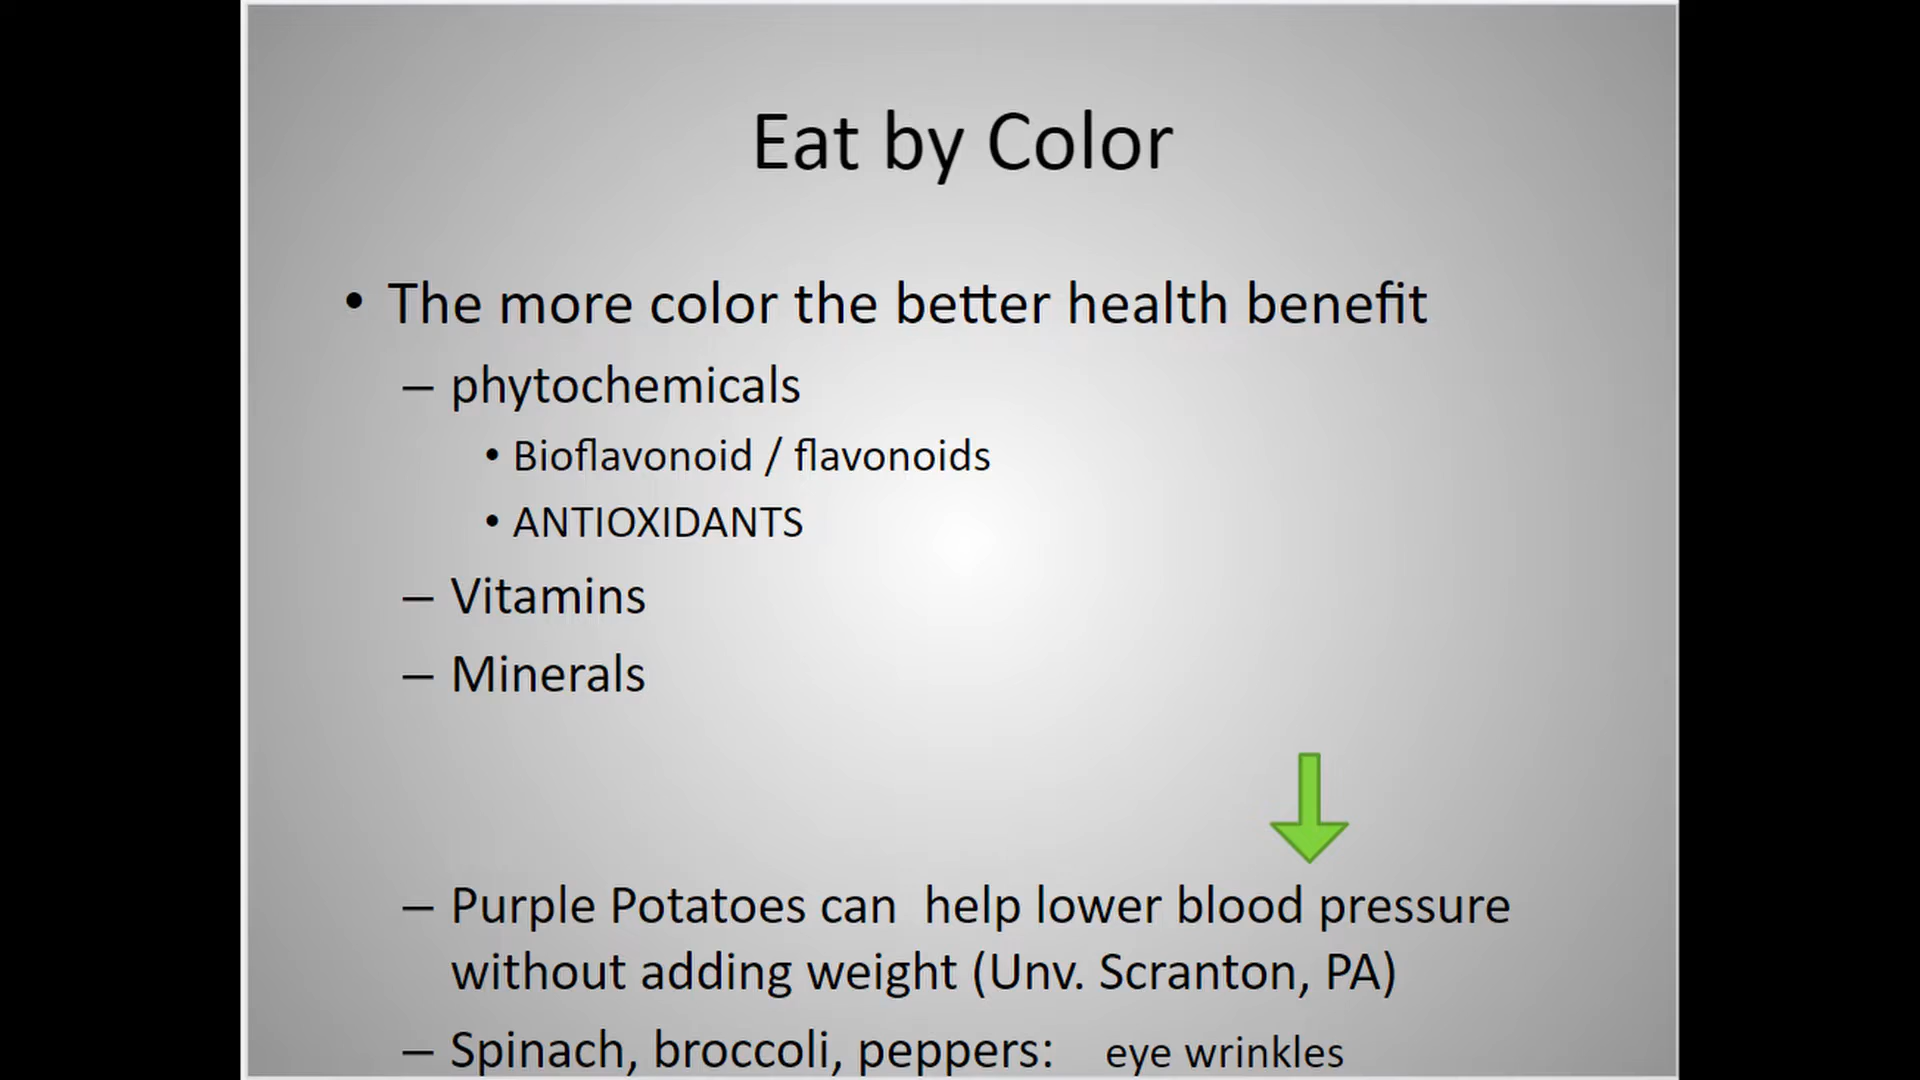 Eat by Color
• The more color the better health benefit
– phytochemicals
• Bioflavonoid / flavonoids
• ANTIOXIDANTS
– Vitamins
– Minerals
– Purple Potatoes can  help lower blood pressure
without adding weight (Unv. Scranton, PA)
– Spinach, broccoli, peppers:   eye wrinkles